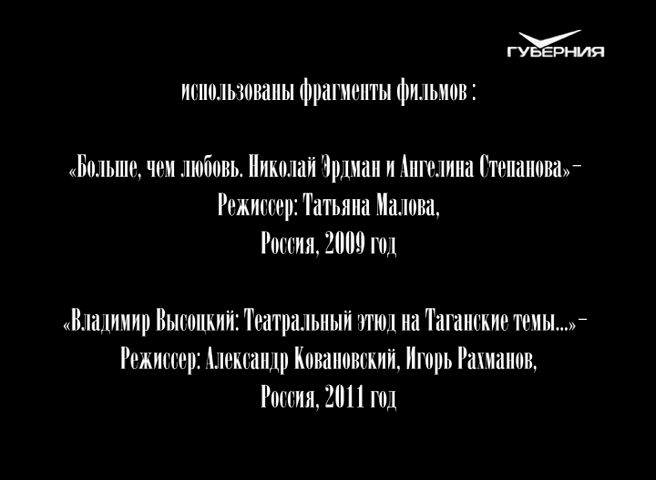 ГУБЕРНИЯ
использованы фрагменты фильмов :
«Больше, чем любовь. Николай Эрдман и Ангелина Степанова» –
Режиссер: Татьяна Малова,
Россия, 2009 год
«Владимир Высоцкий: Театральный этюд на Таганские темы...» –
Режиссер: Александр Ковановский, Игорь Рахманов,
Россия, 2011 год